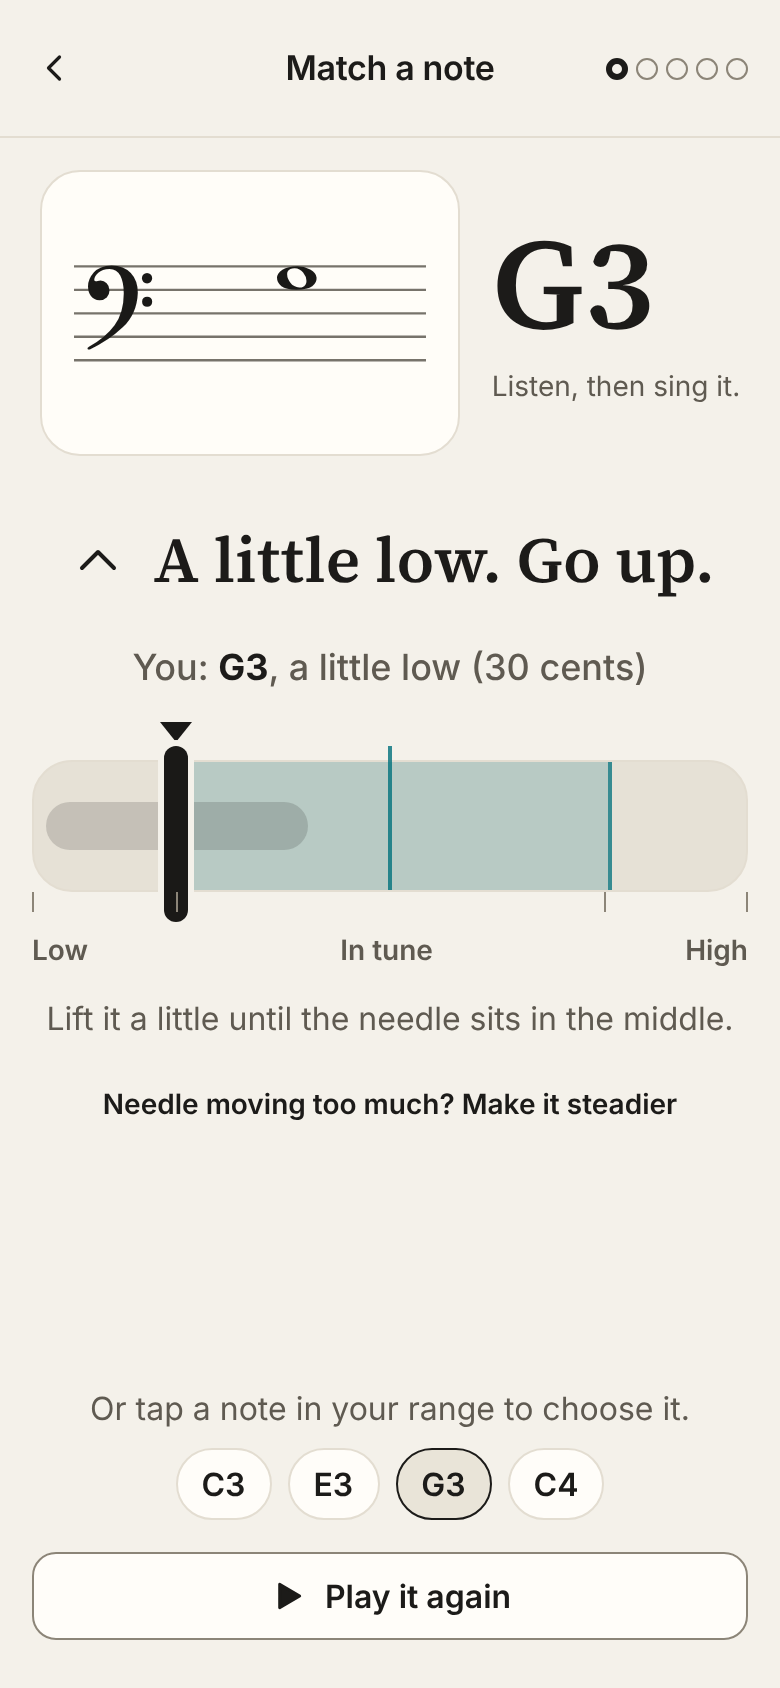 Match a note
G3
Listen, then sing it.
A little low. Go up.
You: G3, a little low (30 cents)
Low In tune High
Lift it a little until the needle sits in the middle.
Needle moving too much? Make it steadier
Or tap a note in your range to choose it.
C3 E3 G3 C4
Play it again